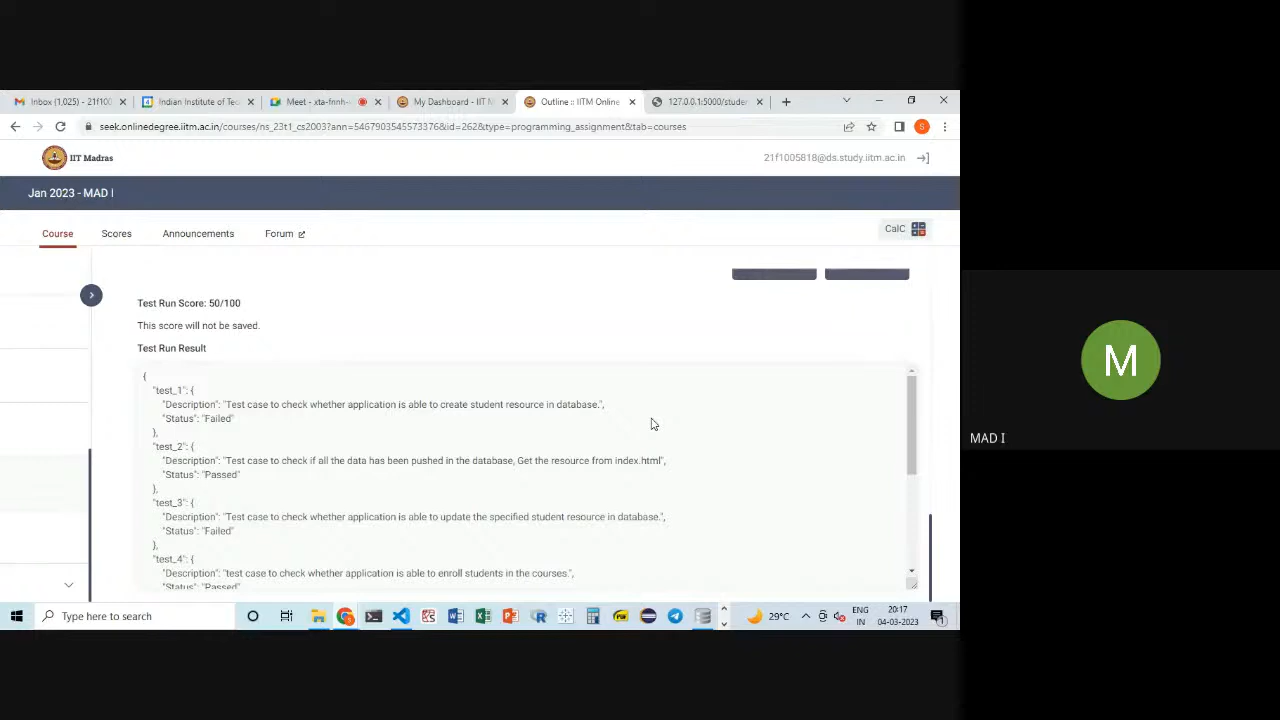 Inbox (1,025) - 21f100
Indian Institute of Tec
Meet - xta-fnnh-
My Dashboard - IIT M
Outline :: IITM Online
127.0.0.1:5000/studen
seek.onlinedegree.iitm.ac.in/courses/ns_23t1_cs2003?ann=5467903545573376&id=262&type=programming_assignment&tab=courses
S
IIT Madras
21f1005818@ds.study.iitm.ac.in
Jan 2023 - MAD I
Course
Scores
Announcements
Forum
CalC
Test Run Score: 50/100
This score will not be saved.
Test Run Result
{
"test_1": {
"Description": "Test case to check whether application is able to create student resource in database.",
"Status": "Failed"
},
"test_2": {
"Description": "Test case to check if all the data has been pushed in the database, Get the resource from index.html",
"Status": "Passed"
},
"test_3": {
"Description": "Test case to check whether application is able to update the specified student resource in database.",
"Status": "Failed"
},
"test_4": {
"Description": "test case to check whether application is able to enroll students in the courses.",
"Status": "Passed"
Type here to search
29°C
ENG
IN
20:17
04-03-2023
M
MAD I